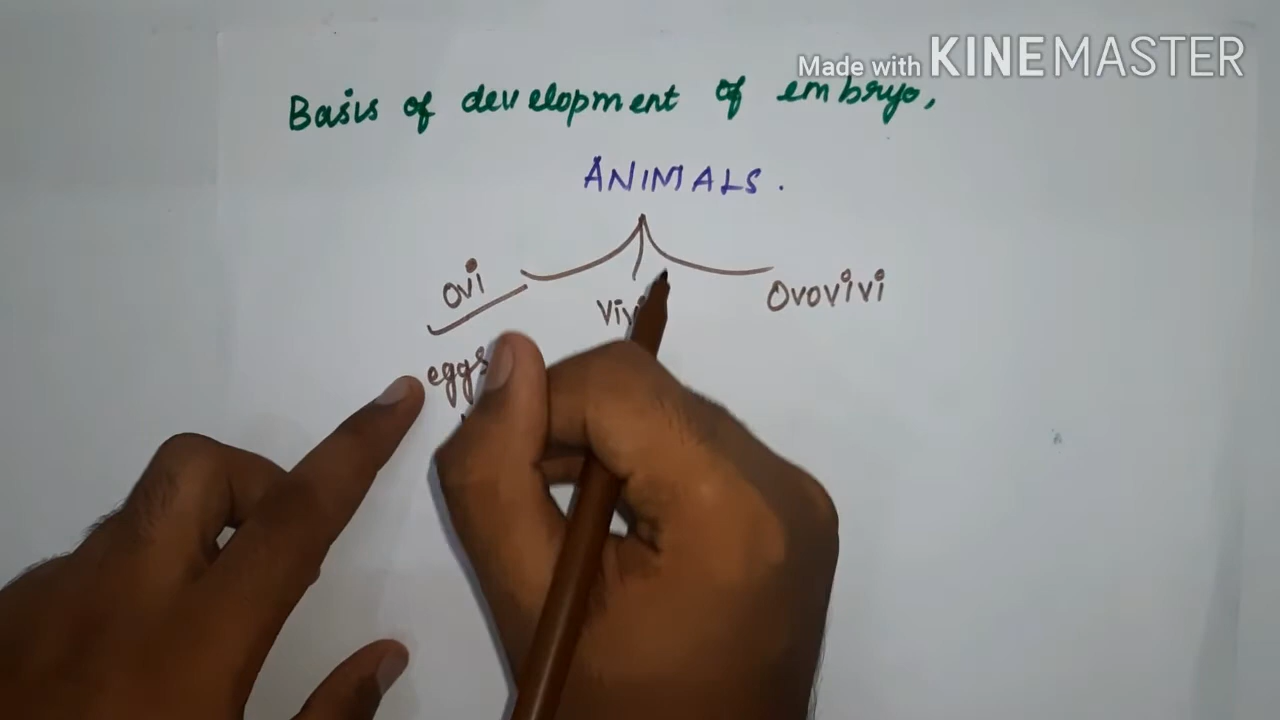 Made with KINEMASTER
Basis of development of embryo,
ANIMALS .
ovi
Ovovivi
eggs